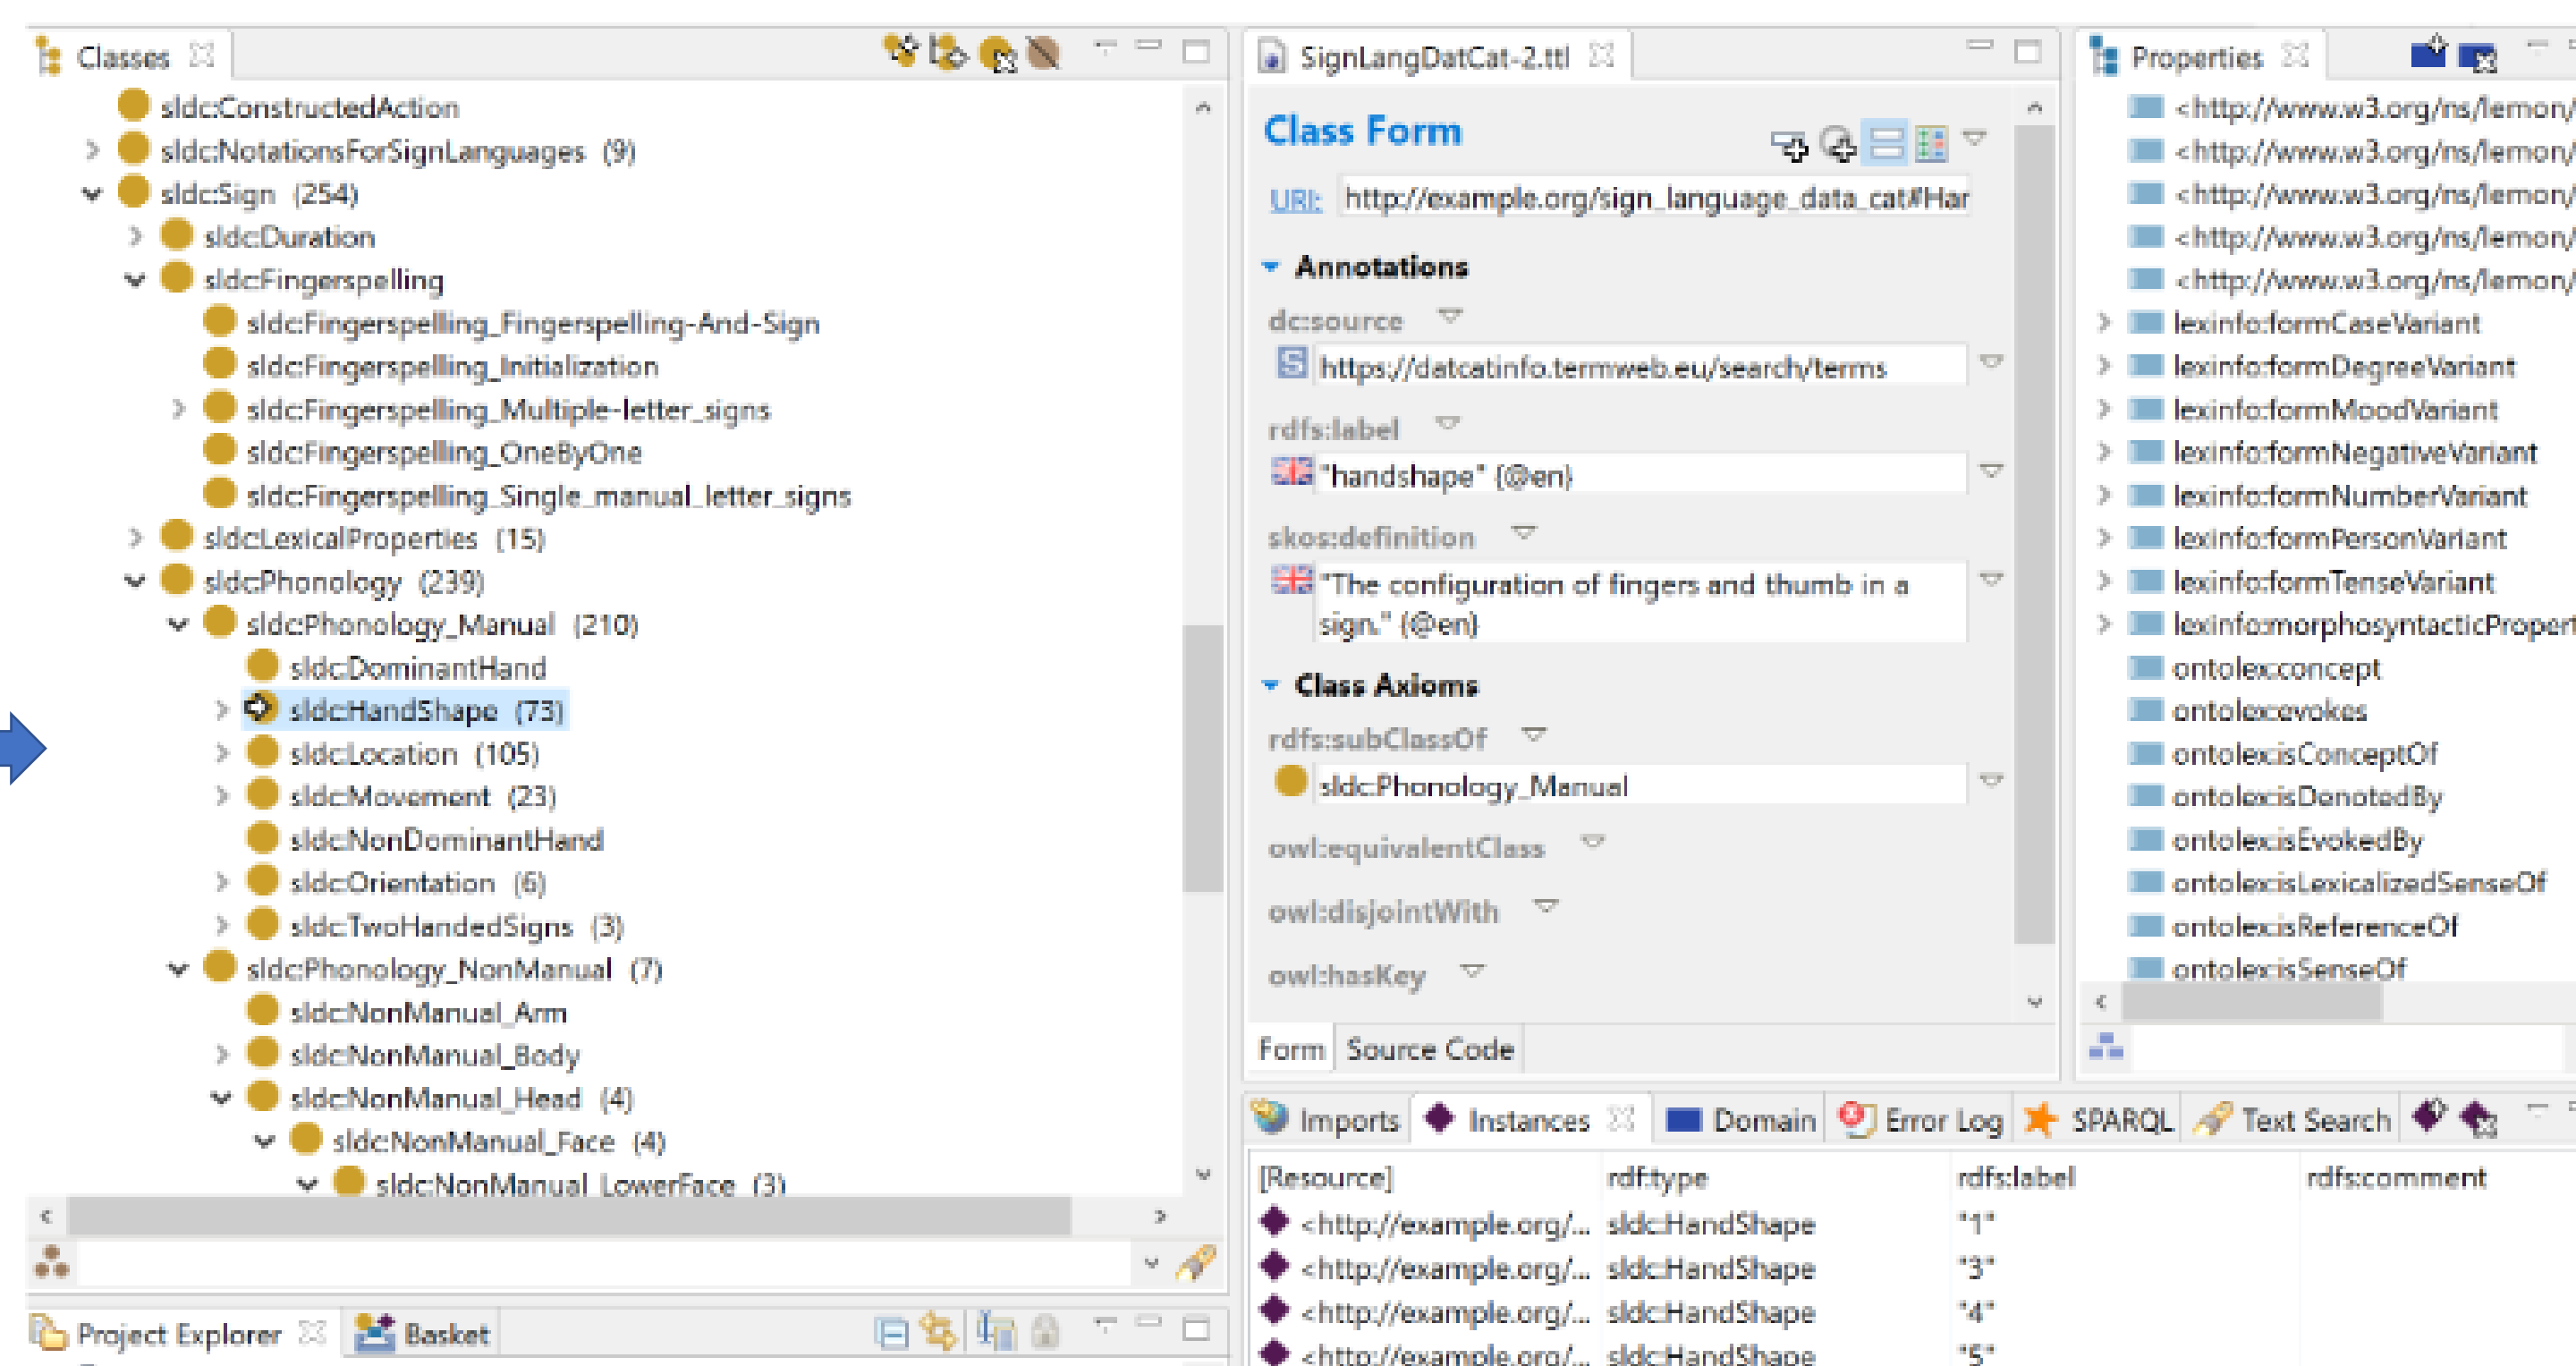 Classes
sldc:ConstructedAction
sldc:NotationsForSignLanguages (9)
sldc:Sign (254)
sldc:Duration
sldc:Fingerspelling
sldc:Fingerspelling_Fingerspelling-And-Sign
sldc:Fingerspelling_Initialization
sldc:Fingerspelling_Multiple-letter_signs
sldc:Fingerspelling_OneByOne
sldc:Fingerspelling_Single_manual_letter_signs
sldc:LexicalProperties (15)
sldc:Phonology (239)
sldc:Phonology_Manual (210)
sldc:DominantHand
sldc:HandShape (73)
sldc:Location (105)
sldc:Movement (23)
sldc:NonDominantHand
sldc:Orientation (6)
sldc:TwoHandedSigns (3)
sldc:Phonology_NonManual (7)
sldc:NonManual_Arm
sldc:NonManual_Body
sldc:NonManual_Head (4)
sldc:NonManual_Face (4)
sldc:NonManual_LowerFace (3)
Project Explorer
Basket
SignLangDatCat-2.ttl
Class Form
URI: http://example.org/sign_language_data_cat#Har
Annotations
dc:source
S https://datcatinfo.termweb.eu/search/terms
rdfs:label
"handshape" {@en}
skos:definition
"The configuration of fingers and thumb in a
sign." {@en}
Class Axioms
rdfs:subClassOf
sldc:Phonology_Manual
owl:equivalentClass
owl:disjointWith
owl:hasKey
Form Source Code
Properties
<http://www.w3.org/ns/lemon/
<http://www.w3.org/ns/lemon/
<http://www.w3.org/ns/lemon/
<http://www.w3.org/ns/lemon/
<http://www.w3.org/ns/lemon/
lexinfo:formCaseVariant
lexinfo:formDegreeVariant
lexinfo:formMoodVariant
lexinfo:formNegativeVariant
lexinfo:formNumberVariant
lexinfo:formPersonVariant
lexinfo:formTenseVariant
lexinfo:morphosyntacticPropert
ontolex:concept
ontolex:evokes
ontolex:isConceptOf
ontolex:isDenotedBy
ontolex:isEvokedBy
ontolex:isLexicalizedSenseOf
ontolex:isReferenceOf
ontolex:isSenseOf
Imports Instances Domain Error Log SPARQL Text Search
[Resource] rdf:type rdfs:label rdfs:comment
<http://example.org/... sldc:HandShape "1"
<http://example.org/... sldc:HandShape "3"
<http://example.org/... sldc:HandShape "4"
<http://example.org/... sldc:HandShape "5"